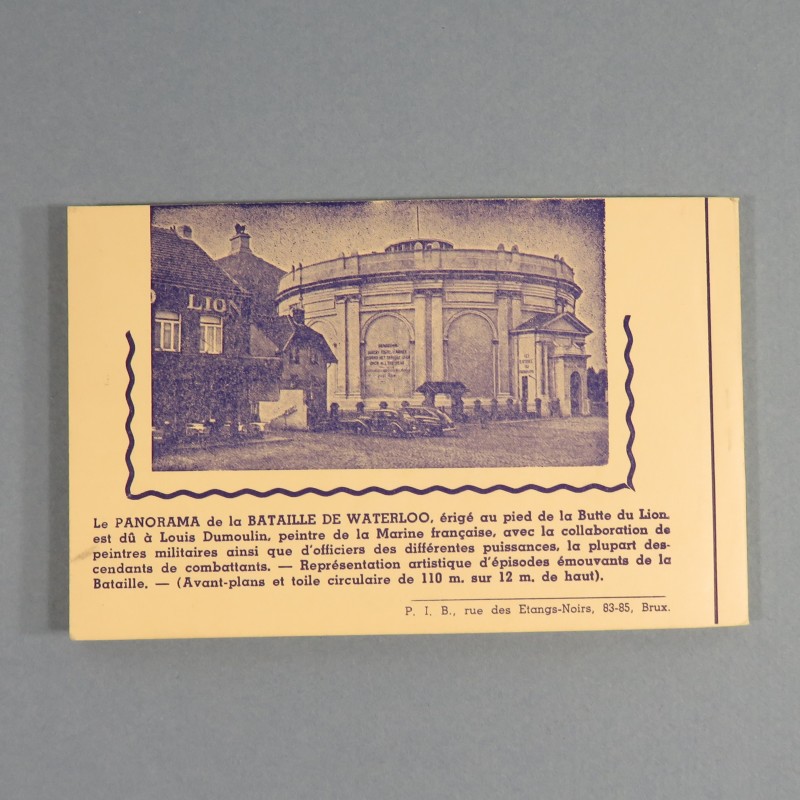 LION
Le PANORAMA de la BATAILLE DE WATERLOO, érigé au pied de la Butte du Lion,
est dû à Louis Dumoulin, peintre de la Marine française, avec la collaboration de
peintres militaires ainsi que d'officiers des différentes puissances, la plupart des-
cendants de combattants. — Représentation artistique d'épisodes émouvants de la
Bataille. — (Avant-plans et toile circulaire de 110 m. sur 12 m. de haut).
P. I. B., rue des Etangs-Noirs, 83-85, Brux.